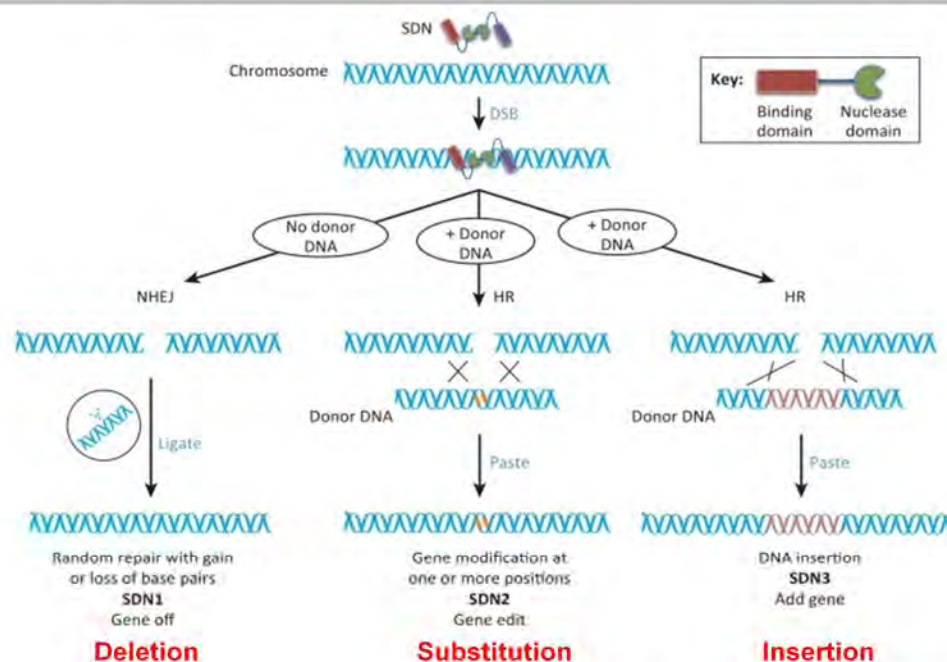 SDN
Chromosome
DSB
Key:
Binding
domain
Nuclease
domain
No donor
DNA
+ Donor
DNA
+ Donor
DNA
NHEJ
HR
HR
Donor DNA
Donor DNA
Ligate
Paste
Paste
Random repair with gain
or loss of base pairs
SDN1
Gene off
Deletion
Gene modification at
one or more positions
SDN2
Gene edit
Substitution
DNA insertion
SDN3
Add gene
Insertion